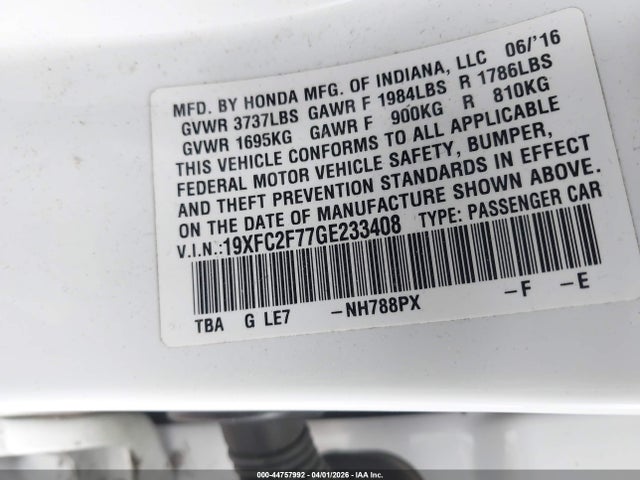 MFD. BY HONDA MFG. OF INDIANA, LLC 06/'16
GVWR 3737LBS GAWR F 1984LBS R 1786LBS
GVWR 1695KG GAWR F 900KG R 810KG
THIS VEHICLE CONFORMS TO ALL APPLICABLE
FEDERAL MOTOR VEHICLE SAFETY, BUMPER,
AND THEFT PREVENTION STANDARDS IN EFFECT
ON THE DATE OF MANUFACTURE SHOWN ABOVE.
V.I.N.:19XFC2F77GE233408 TYPE: PASSENGER CAR
TBA G LE7 -NH788PX -F -E
000-44757992 - 04/01/2026 - IAA Inc.